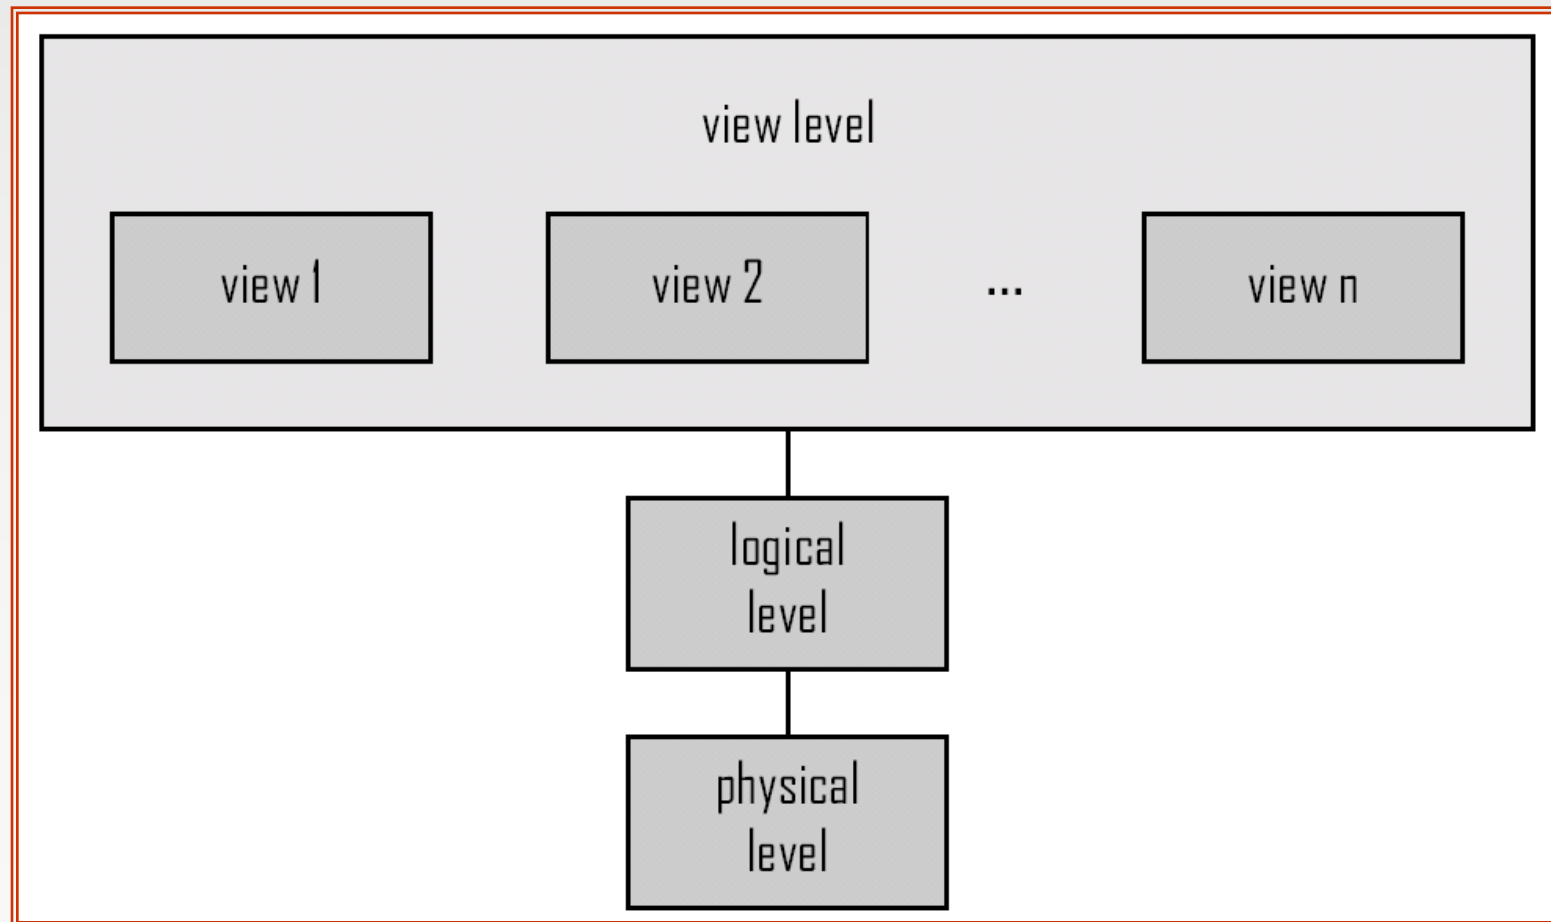 view level
view 1
view 2
...
view n
logical
level
physical
level